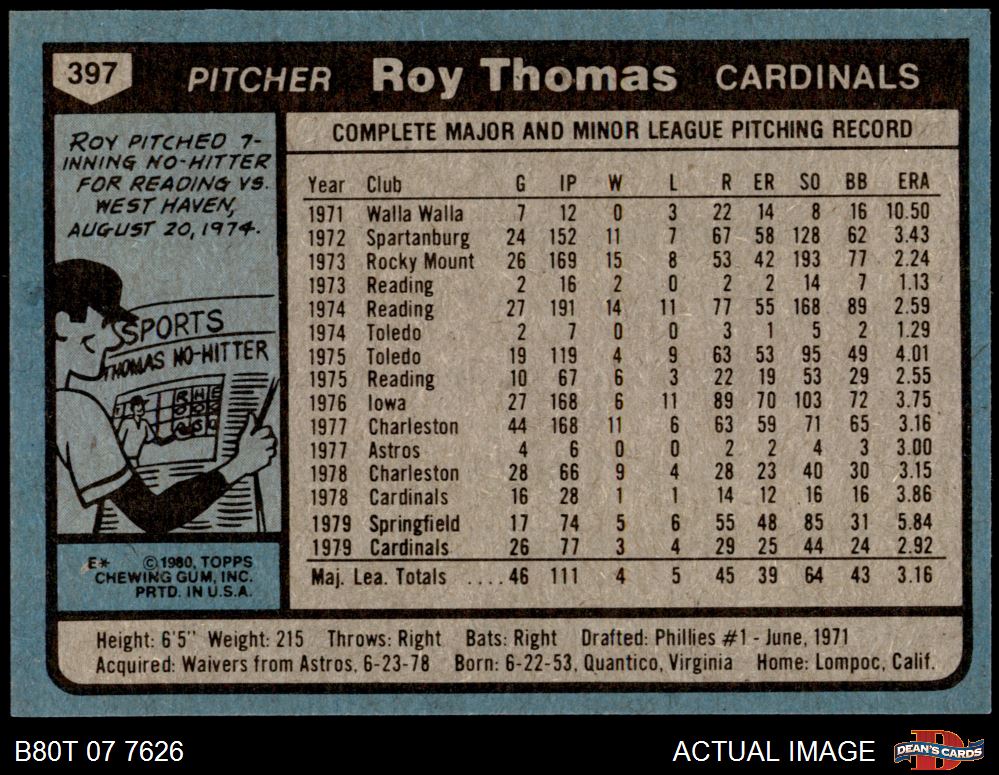 397 PITCHER Roy Thomas CARDINALS
ROY PITCHED 7-
INNING NO-HITTER
FOR READING VS.
WEST HAVEN,
AUGUST 20, 1974.
SPORTS
THOMAS NO-HITTER
R H E
E* ©1980, TOPPS
CHEWING GUM, INC.
PRTD. IN U.S.A.
COMPLETE MAJOR AND MINOR LEAGUE PITCHING RECORD
Year Club G IP W L R ER SO BB ERA
1971 Walla Walla 7 12 0 3 22 14 8 16 10.50
1972 Spartanburg 24 152 11 7 67 58 128 62 3.43
1973 Rocky Mount 26 169 15 8 53 42 193 77 2.24
1973 Reading 2 16 2 0 2 2 14 7 1.13
1974 Reading 27 191 14 11 77 55 168 89 2.59
1974 Toledo 2 7 0 0 3 1 5 2 1.29
1975 Toledo 19 119 4 9 63 53 95 49 4.01
1975 Reading 10 67 6 3 22 19 53 29 2.55
1976 Iowa 27 168 6 11 89 70 103 72 3.75
1977 Charleston 44 168 11 6 63 59 71 65 3.16
1977 Astros 4 6 0 0 2 2 4 3 3.00
1978 Charleston 28 66 9 4 28 23 40 30 3.15
1978 Cardinals 16 28 1 1 14 12 16 16 3.86
1979 Springfield 17 74 5 6 55 48 85 31 5.84
1979 Cardinals 26 77 3 4 29 25 44 24 2.92
Maj. Lea. Totals ....46 111 4 5 45 39 64 43 3.16
Height: 6'5" Weight: 215 Throws: Right Bats: Right Drafted: Phillies #1 - June, 1971
Acquired: Waivers from Astros, 6-23-78 Born: 6-22-53, Quantico, Virginia Home: Lompoc, Calif.
B80T 07 7626 ACTUAL IMAGE DEAN'S CARDS